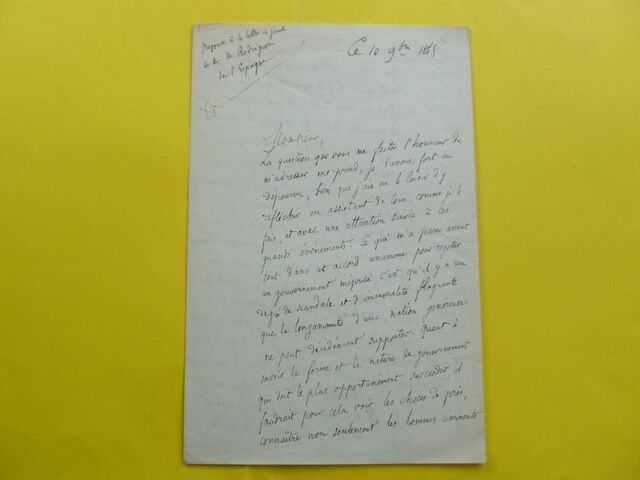 Réponse à la lettre ci-jointe
de M. Rodrigues
sur l'Espagne
Ce 10 9bre 1868
Monsieur,
La question que vous me faites l'honneur de
m'adresser me prend, je l'avoue, fort au
dépourvu, bien que j'aie eu le loisir d'y
réfléchir en assistant de loin, comme je le
fais, et avec une attention suivie à ces
grands événements. Ce qui m'a paru avant
tout dans cet accord unanime pour rejeter
un gouvernement méprisé, c'est qu'il y a un
degré de scandale et d'immoralité flagrante
que la longanimité d'une nation généreuse
ne peut décidément supporter. Quant à
savoir la forme et la nature de gouvernement
qui doit le plus opportunément succéder, il
faudrait pour cela voir les choses de près,
connaître non seulement les hommes éminents